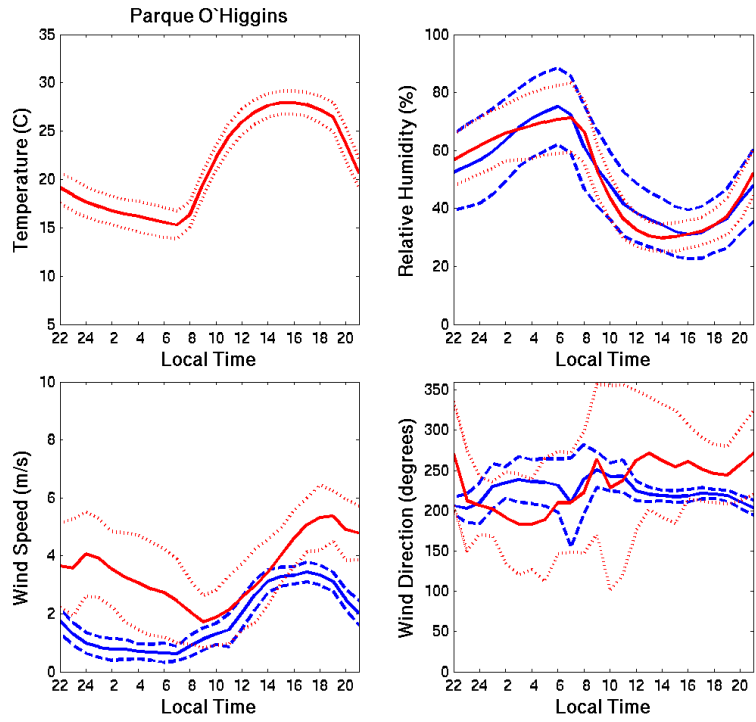 Parque O`Higgins
35
30
25
20
15
10
5
Temperature (C)
22 24 2 4 6 8 10 12 14 16 18 20
Local Time
100
80
60
40
20
0
Relative Humidity (%)
22 24 2 4 6 8 10 12 14 16 18 20
Local Time
10
8
6
4
2
0
Wind Speed (m/s)
22 24 2 4 6 8 10 12 14 16 18 20
Local Time
350
300
250
200
150
100
50
0
Wind Direction (degrees)
22 24 2 4 6 8 10 12 14 16 18 20
Local Time